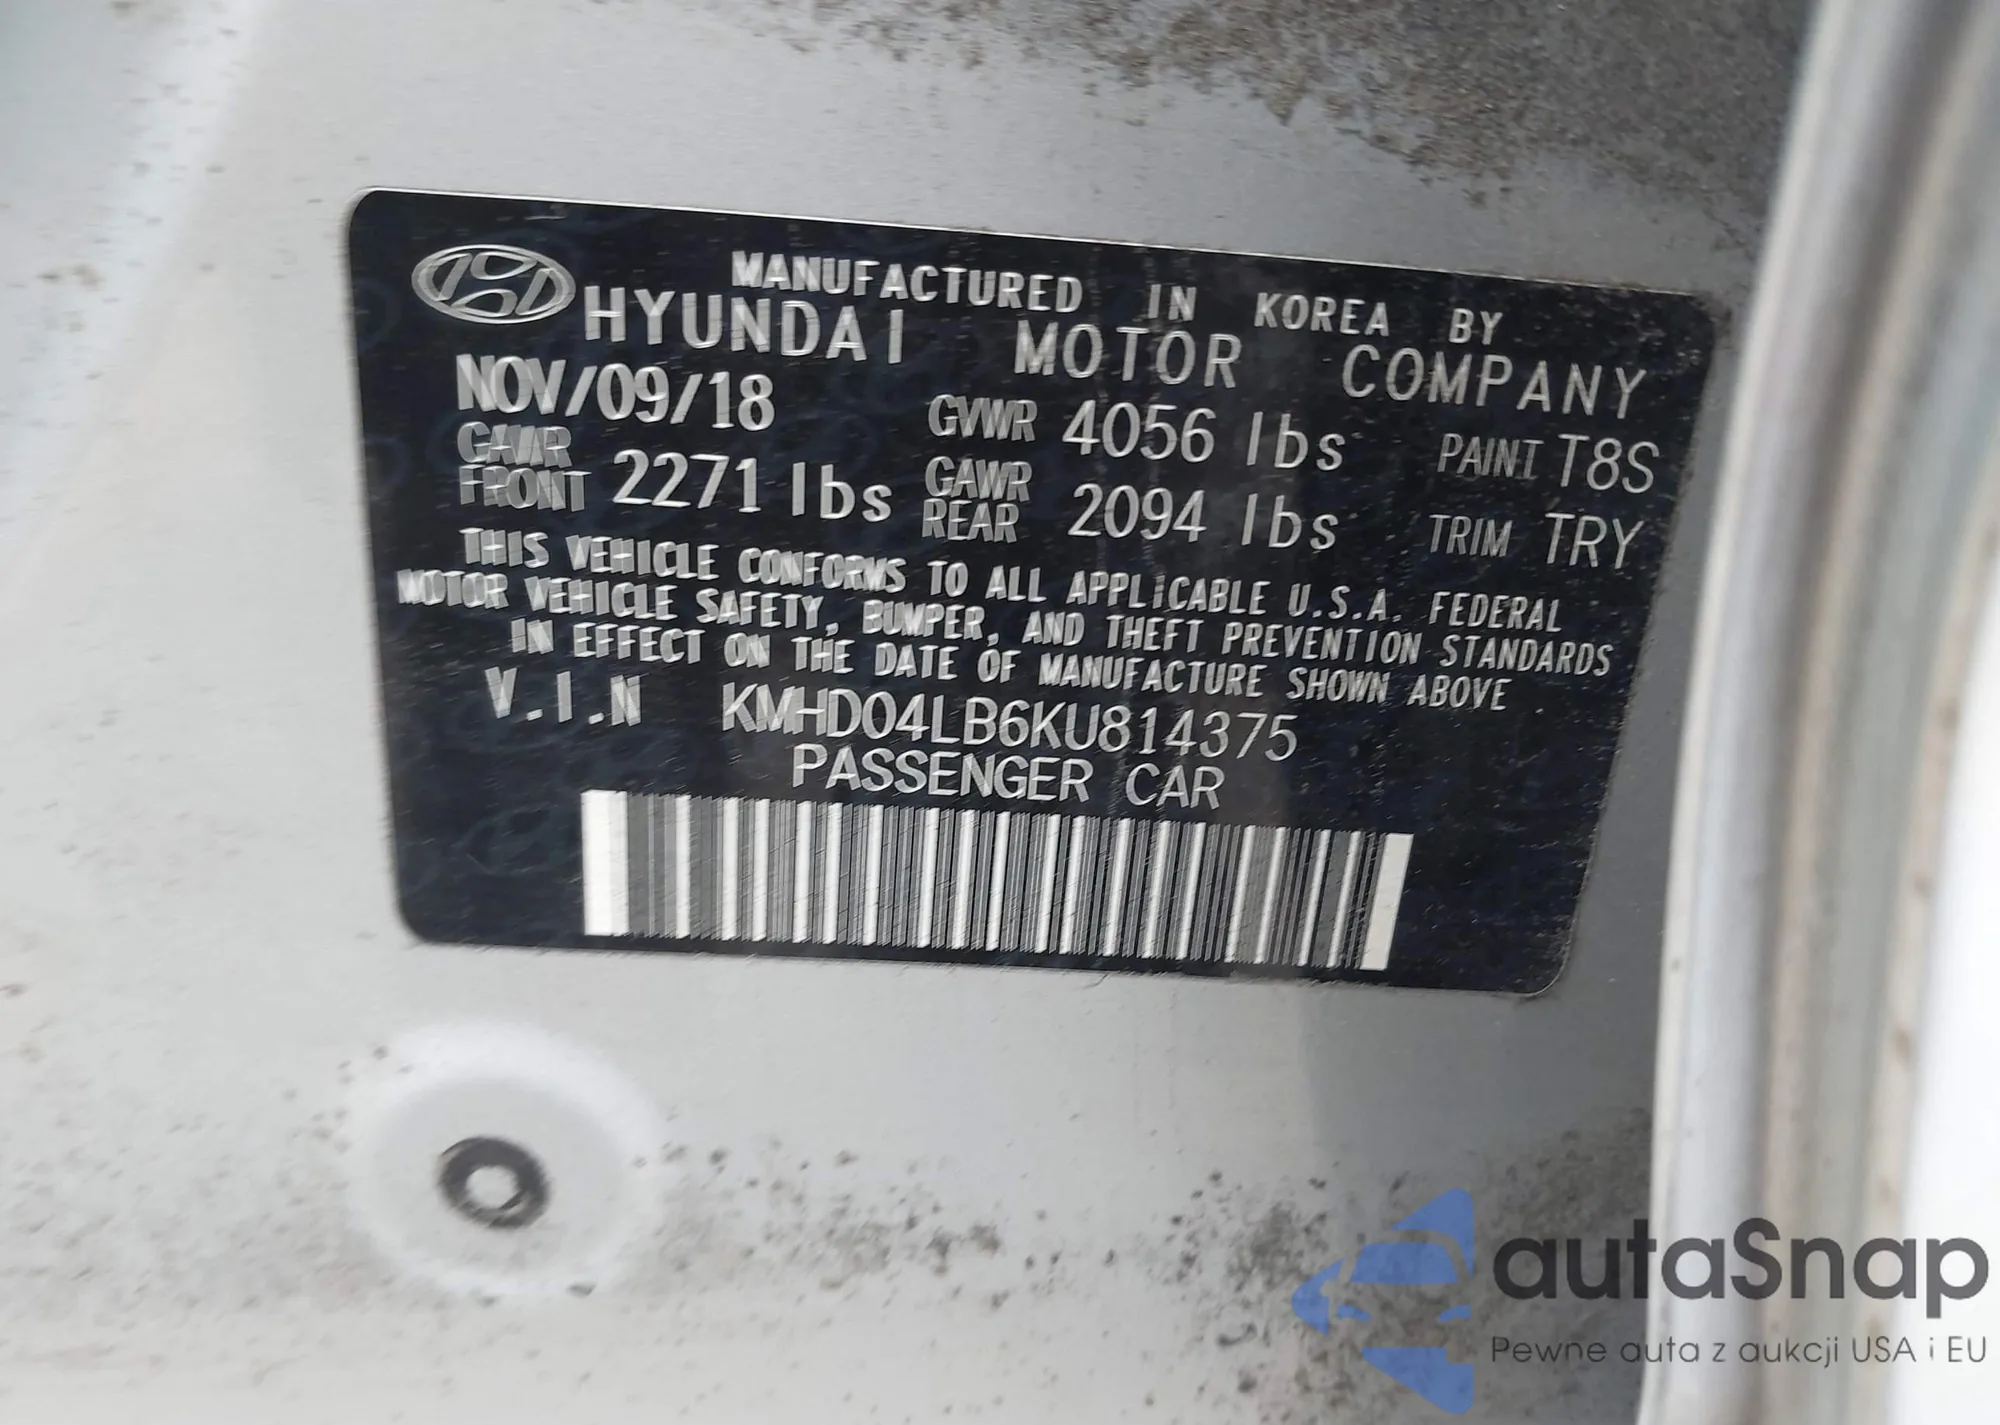 MANUFACTURED IN KOREA BY
HYUNDAI MOTOR COMPANY
NOV/09/18 GVWR 4056 lbs PAINT T8S
GAWR FRONT 2271 lbs GAWR REAR 2094 lbs TRIM TRY
THIS VEHICLE CONFORMS TO ALL APPLiCABLE U.S.A. FEDERAL
MOTOR VEHICLE SAFETY, BUMPER, AND THEFT PREVENTION STANDARDS
IN EFFECT ON THE DATE OF MANUFACTURE SHOWN ABOVE
V.I.N KMHD04LB6KU814375
PASSENGER CAR
autaSnap
Pewne auta z aukcji USA i EU